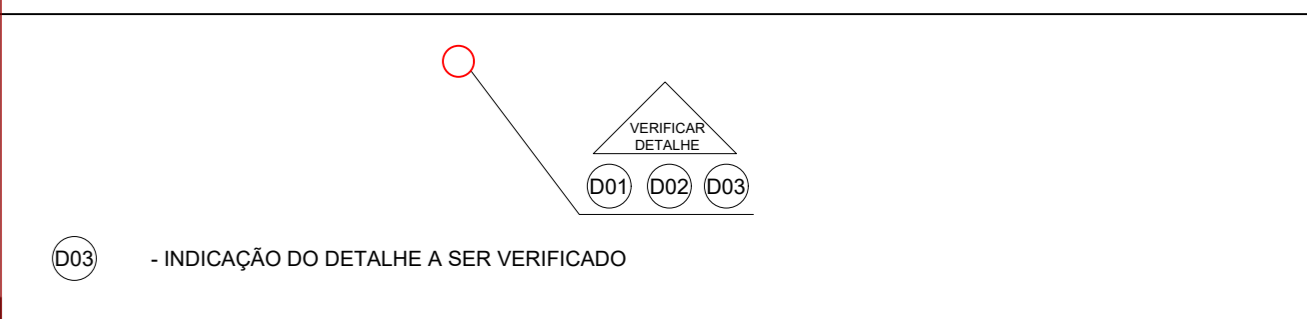 VERIFICAR
DETALHE
D01 D02 D03
D03 - INDICAÇÃO DO DETALHE A SER VERIFICADO